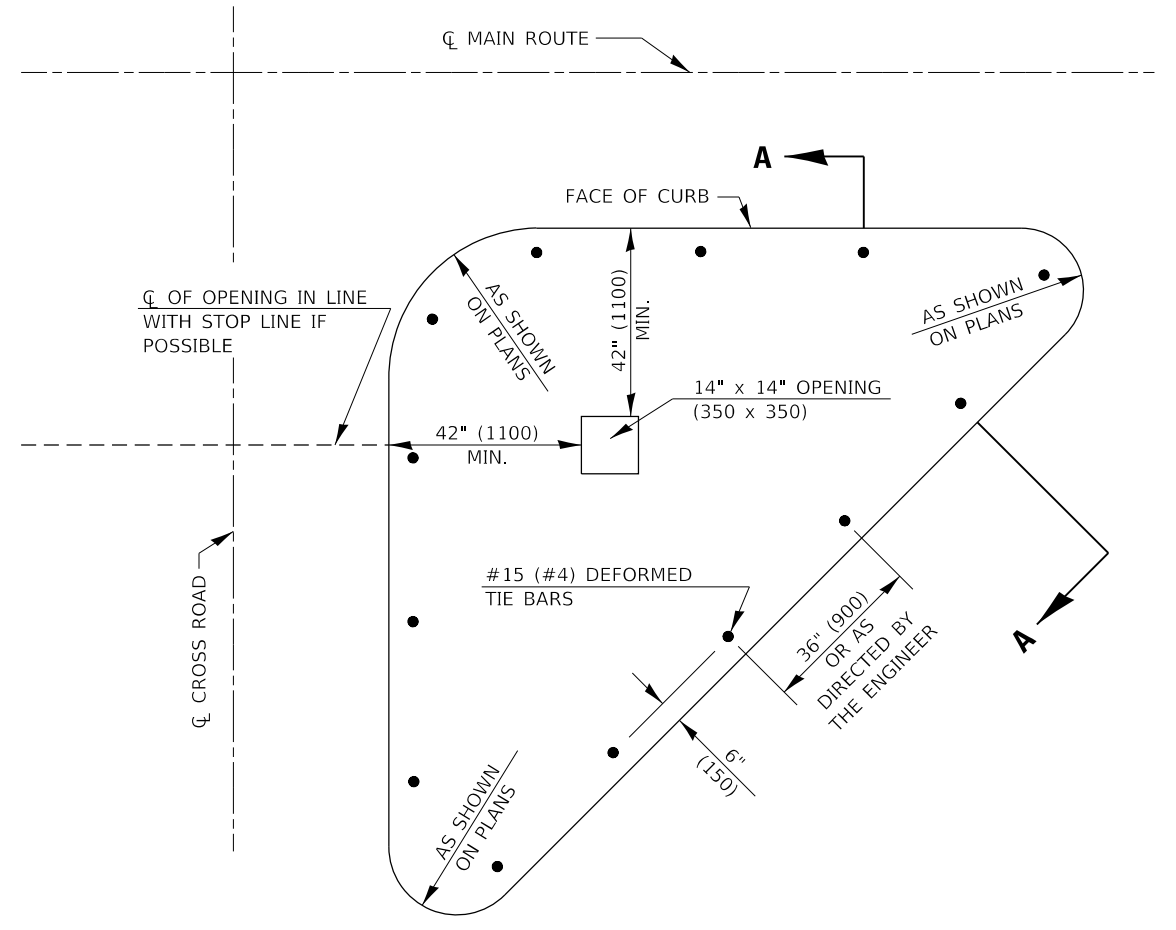 ℄ MAIN ROUTE
A
FACE OF CURB
℄ OF OPENING IN LINE
WITH STOP LINE IF
POSSIBLE
AS SHOWN
ON PLANS
42" (1100)
MIN.
AS SHOWN
ON PLANS
14" x 14" OPENING
(350 x 350)
42" (1100)
MIN.
#15 (#4) DEFORMED
TIE BARS
℄ CROSS ROAD
36" (900)
OR AS
DIRECTED BY
THE ENGINEER
A
6"
(150)
AS SHOWN
ON PLANS